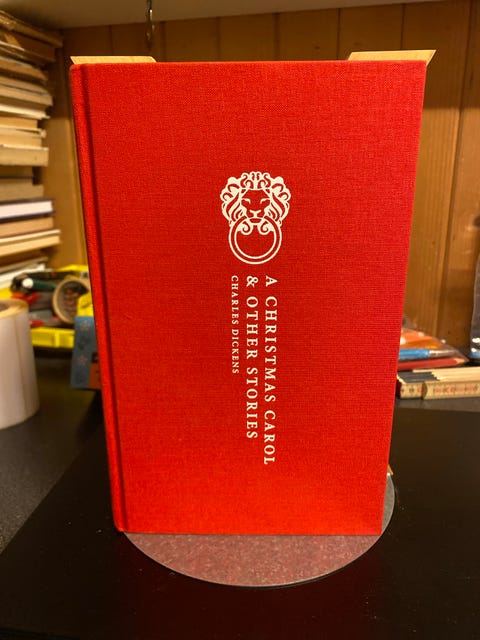 A CHRISTMAS CAROL
& OTHER STORIES
CHARLES DICKENS